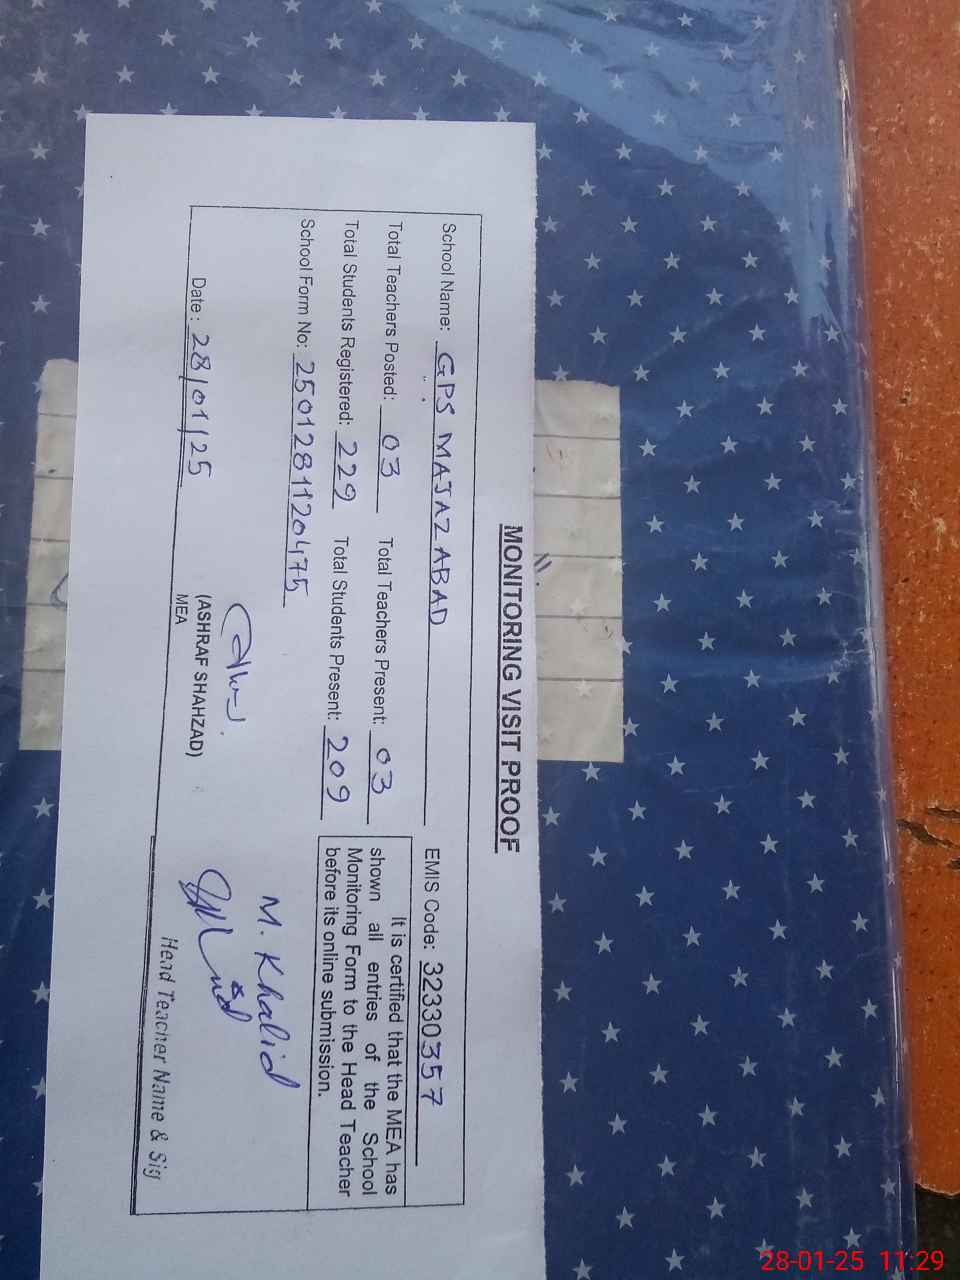 MONITORING VISIT PROOF
School Name: GPS MAJAZ ABAD EMIS Code: 32330357
Total Teachers Posted: 03 Total Teachers Present: 03
Total Students Registered: 229 Total Students Present: 209
School Form No: 2501281120475
It is certified that the MEA has
shown all entries of the School
Monitoring Form to the Head Teacher
before its online submission.
M. Khalid
Date: 28/01/25
(ASHRAF SHAHZAD)
MEA
Head Teacher Name & Sig
28-01-25 11:29